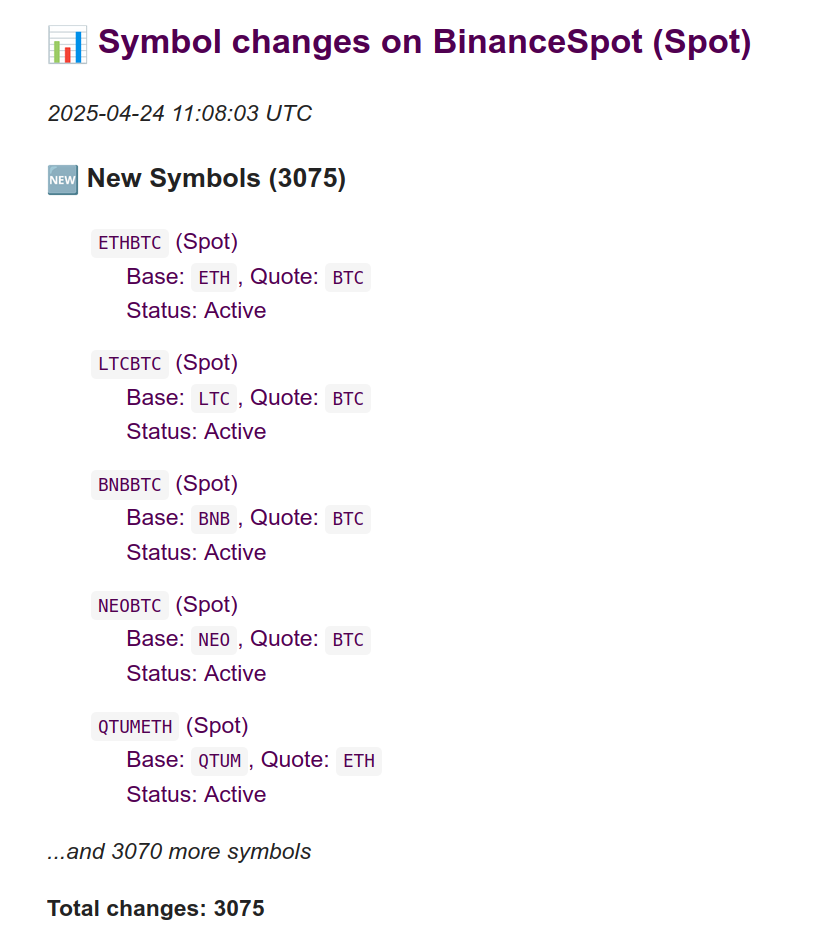 Symbol changes on BinanceSpot (Spot)
2025-04-24 11:08:03 UTC
NEW New Symbols (3075)
ETHBTC (Spot)
Base: ETH, Quote: BTC
Status: Active
LTCBTC (Spot)
Base: LTC, Quote: BTC
Status: Active
BNBBTC (Spot)
Base: BNB, Quote: BTC
Status: Active
NEOBTC (Spot)
Base: NEO, Quote: BTC
Status: Active
QTUMETH (Spot)
Base: QTUM, Quote: ETH
Status: Active
...and 3070 more symbols
Total changes: 3075